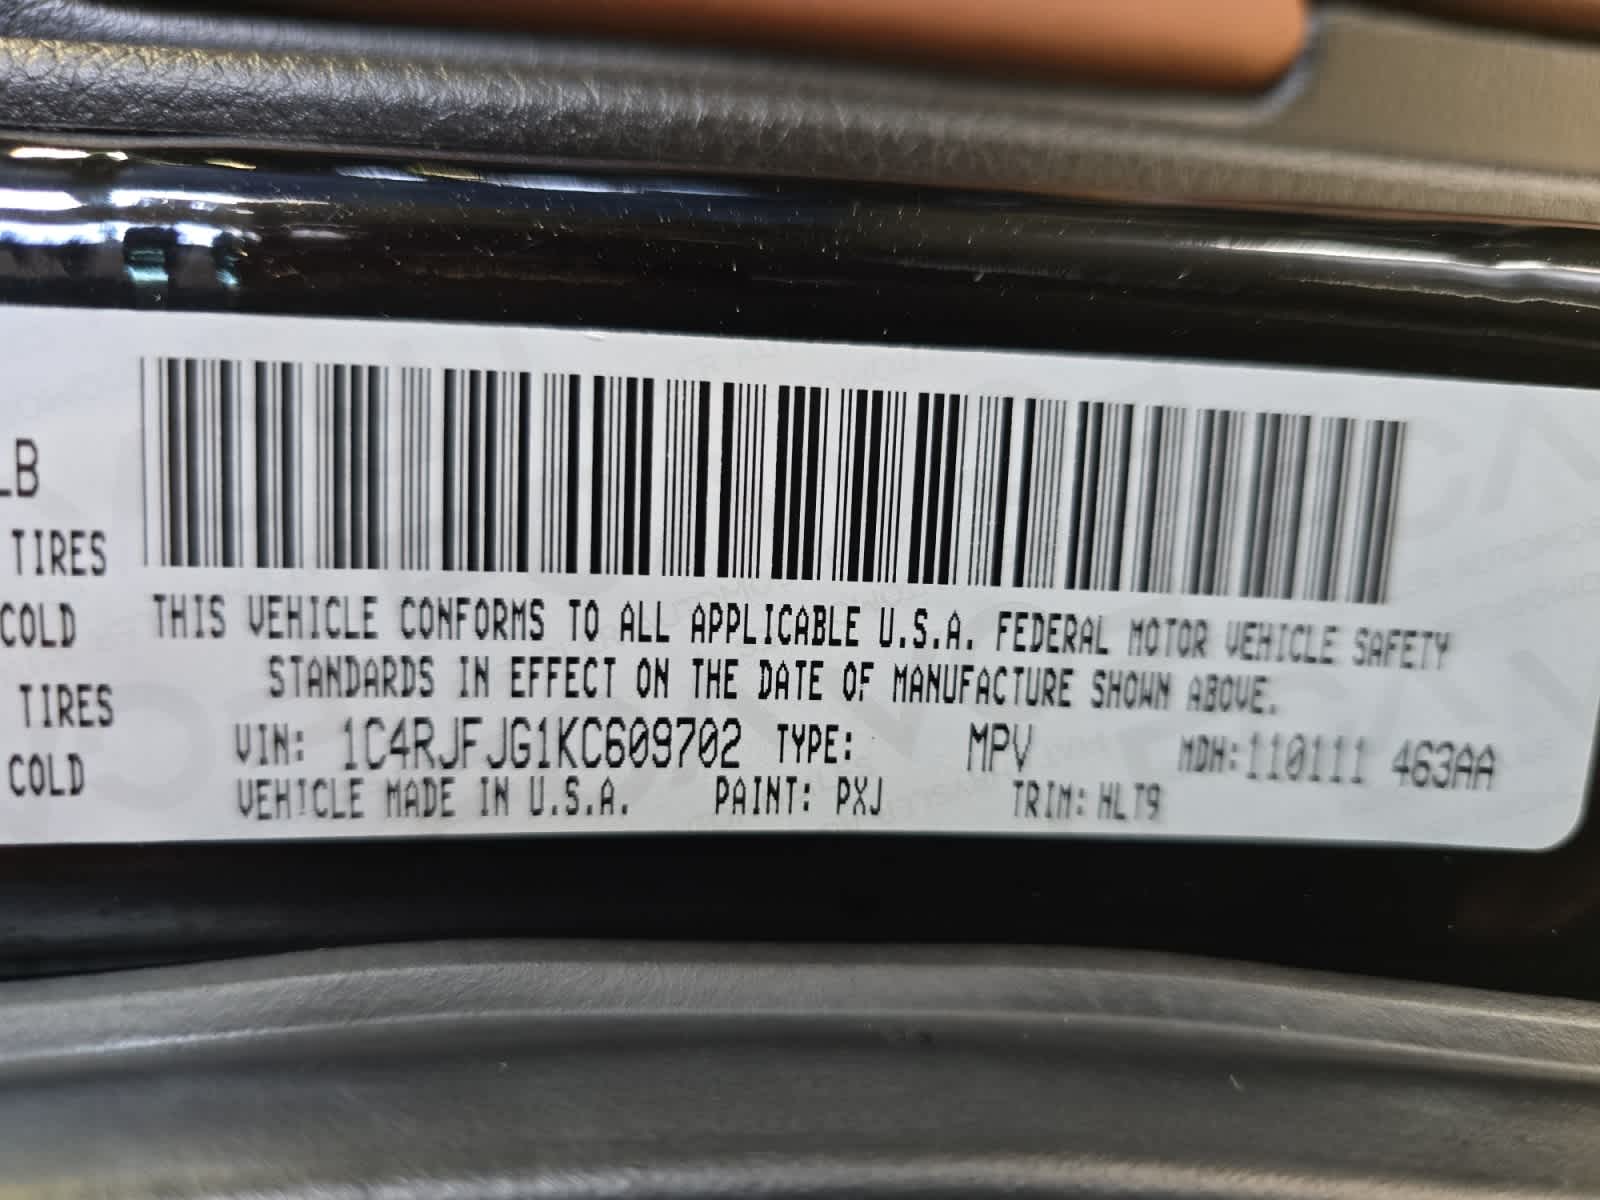 LB
TIRES
COLD
TIRES
COLD
THIS VEHICLE CONFORMS TO ALL APPLICABLE U.S.A. FEDERAL MOTOR VEHICLE SAFETY
STANDARDS IN EFFECT ON THE DATE OF MANUFACTURE SHOWN ABOVE.
VIN: 1C4RJFJG1KC609702 TYPE: MPV MDH:110111 463AA
VEHICLE MADE IN U.S.A. PAINT: PXJ TRIM: HLT9